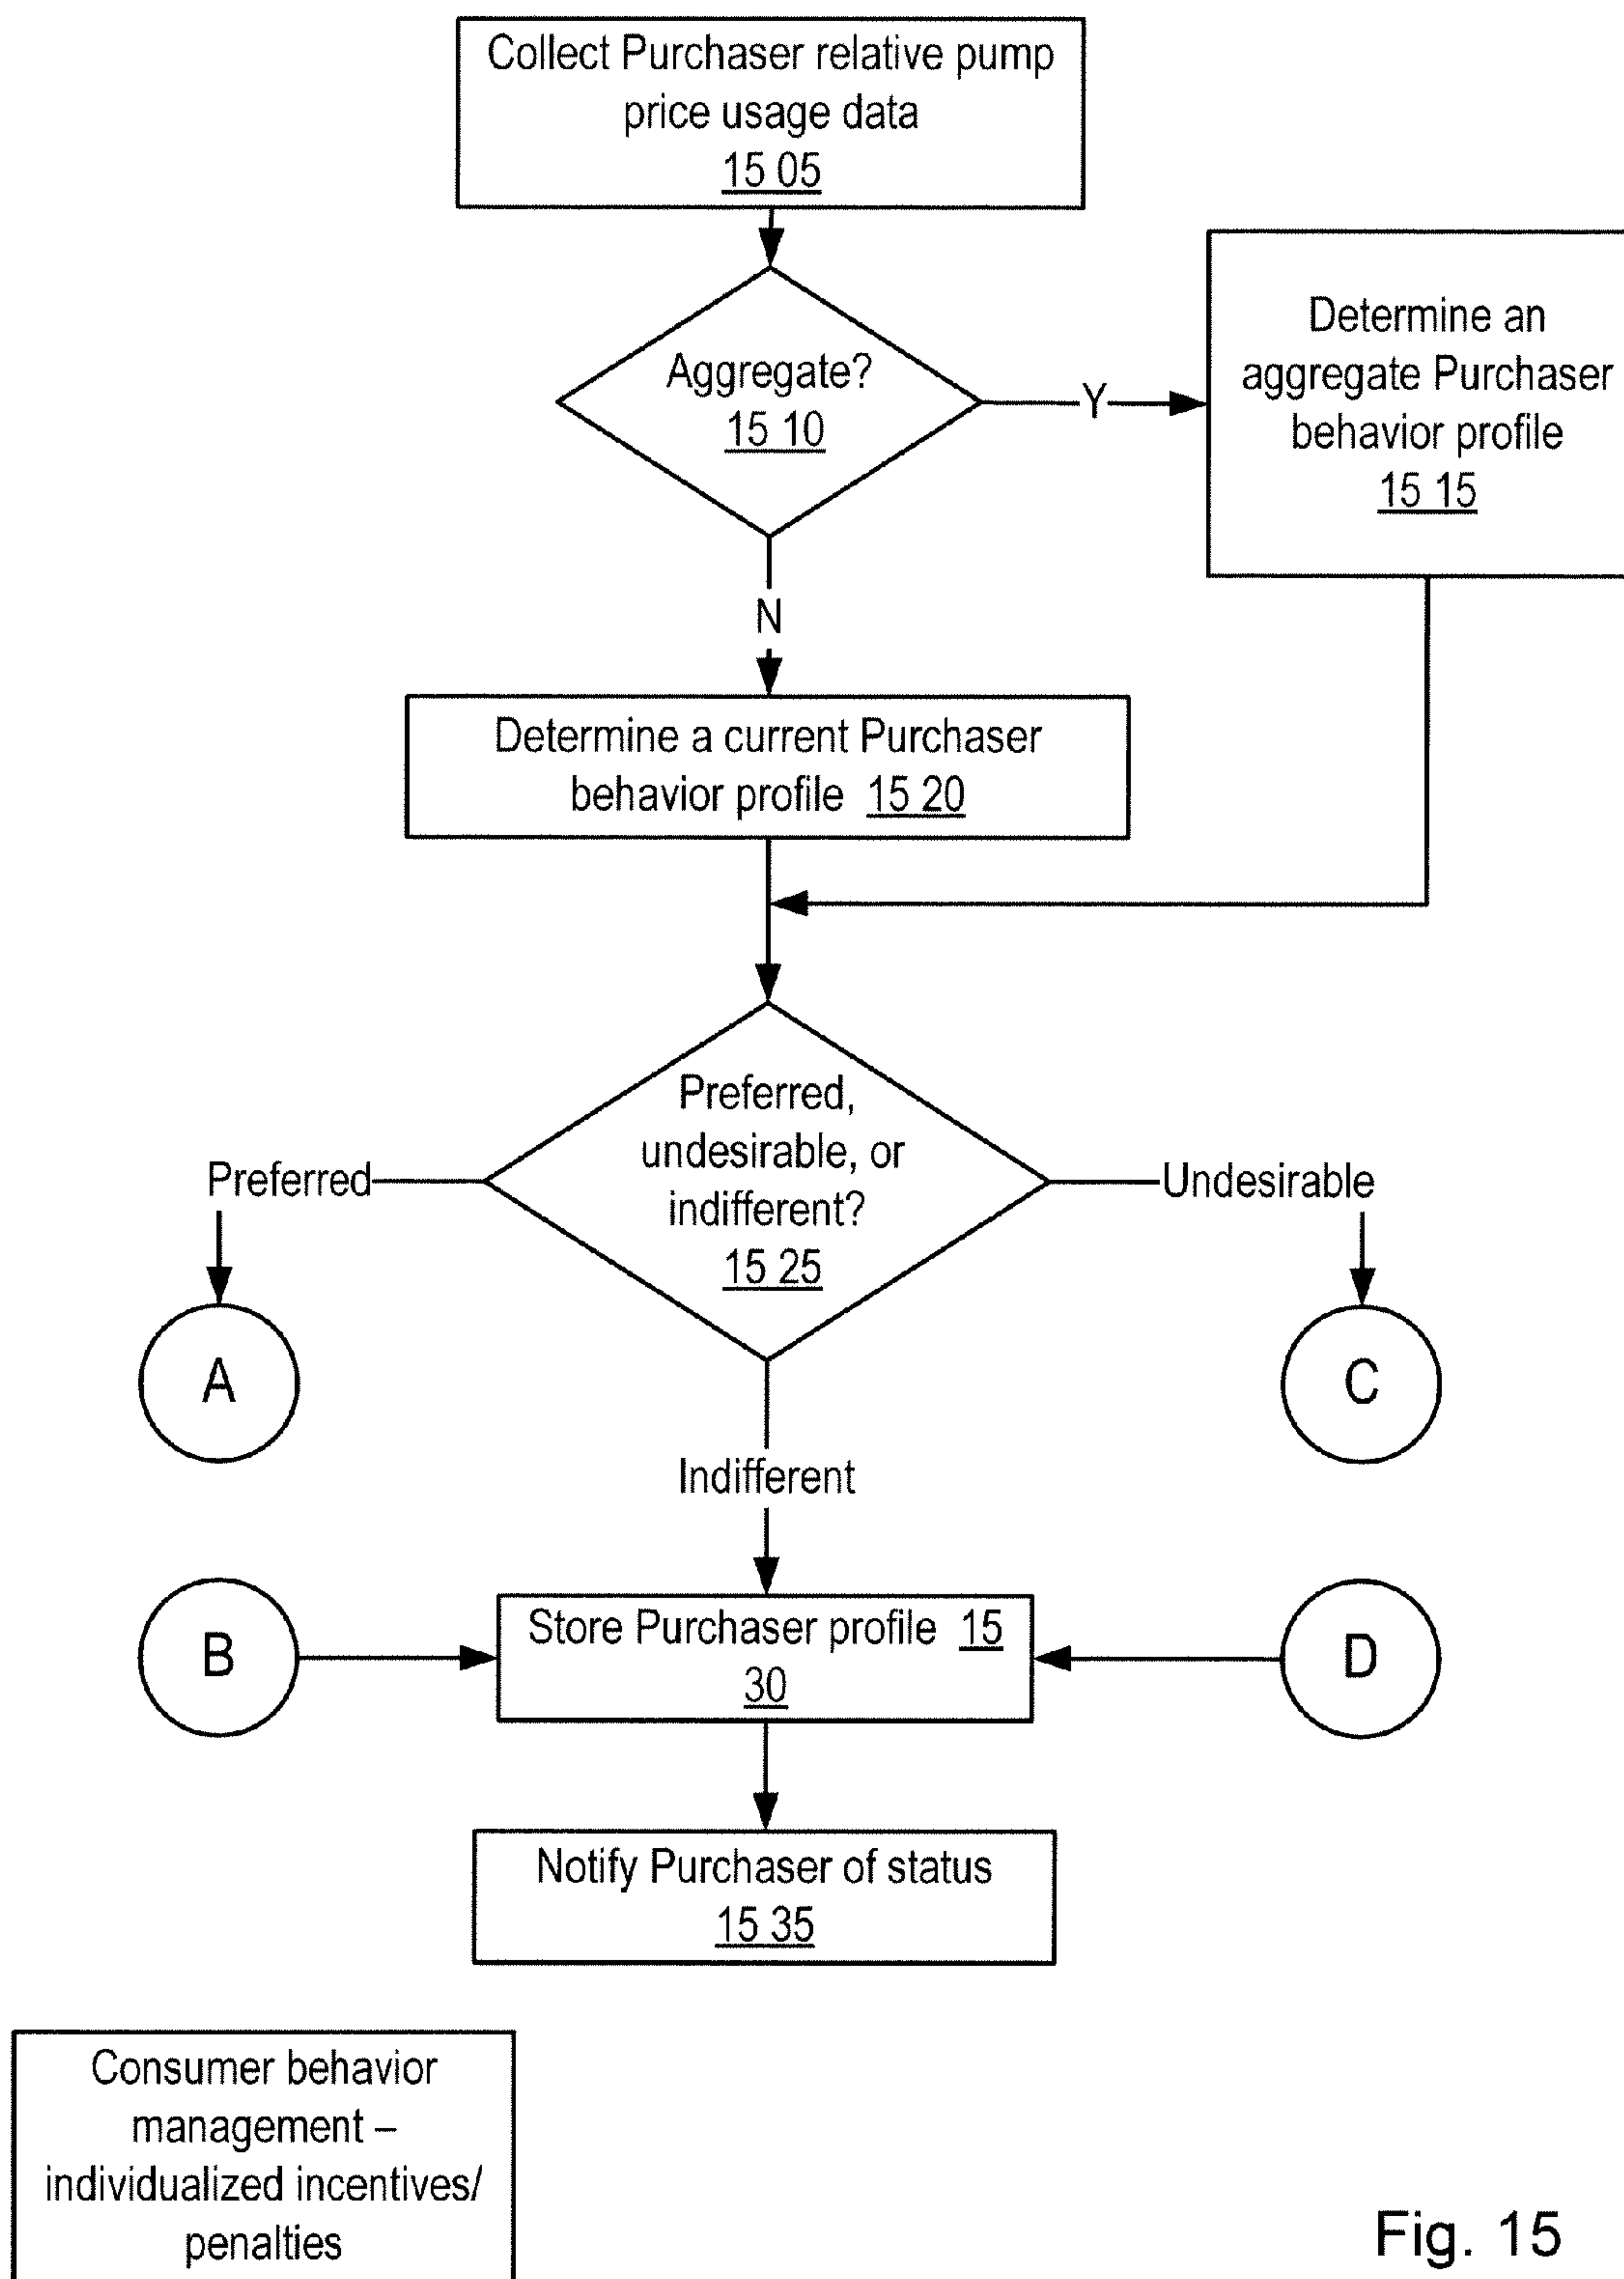 Collect Purchaser relative pump
price usage data
15 05
Aggregate?
15 10
Y
Determine an
aggregate Purchaser
behavior profile
15 15
N
Determine a current Purchaser
behavior profile 15 20
Preferred,
undesirable, or
indifferent?
15 25
Preferred
Undesirable
A
C
Indifferent
B
Store Purchaser profile 15
30
D
Notify Purchaser of status
15 35
Consumer behavior
management –
individualized incentives/
penalties
Fig. 15